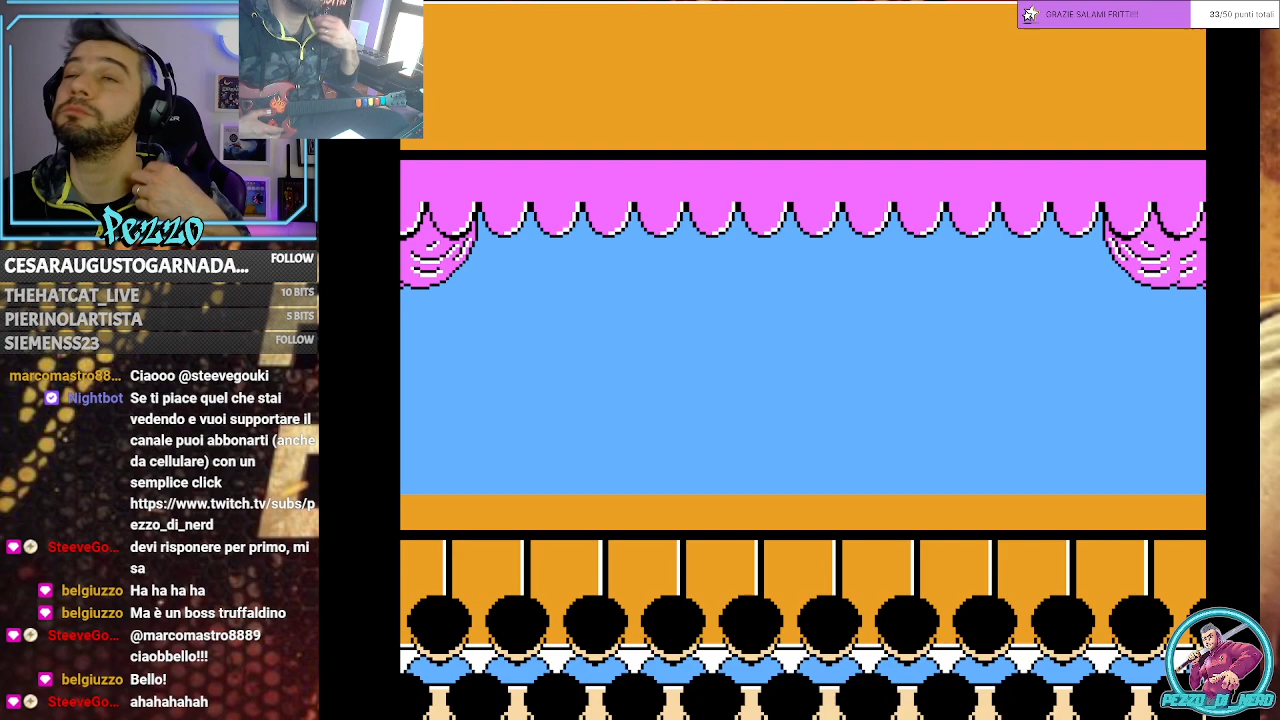 GRAZIE SALAMI FRITTI!!!
33/50 punti totali
Pezzo
CESARAUGUSTOGARNADA... FOLLOW
THEHATCAT_LIVE 10 BITS
PIERINOLARTISTA 5 BITS
SIEMENSS23 FOLLOW
marcomastro88... Ciaooo @steevegouki
Nightbot Se ti piace quel che stai
vedendo e vuoi supportare il
canale puoi abbonarti (anche
da cellulare) con un
semplice click
https://www.twitch.tv/subs/p
ezzo_di_nerd
SteeveGo... devi risponere per primo, mi
sa
belgiuzzo Ha ha ha ha
belgiuzzo Ma è un boss truffaldino
SteeveGo... @marcomastro8889
ciaobbello!!!
belgiuzzo Bello!
SteeveGo... ahahahahah
PEZZO_DI_NERD